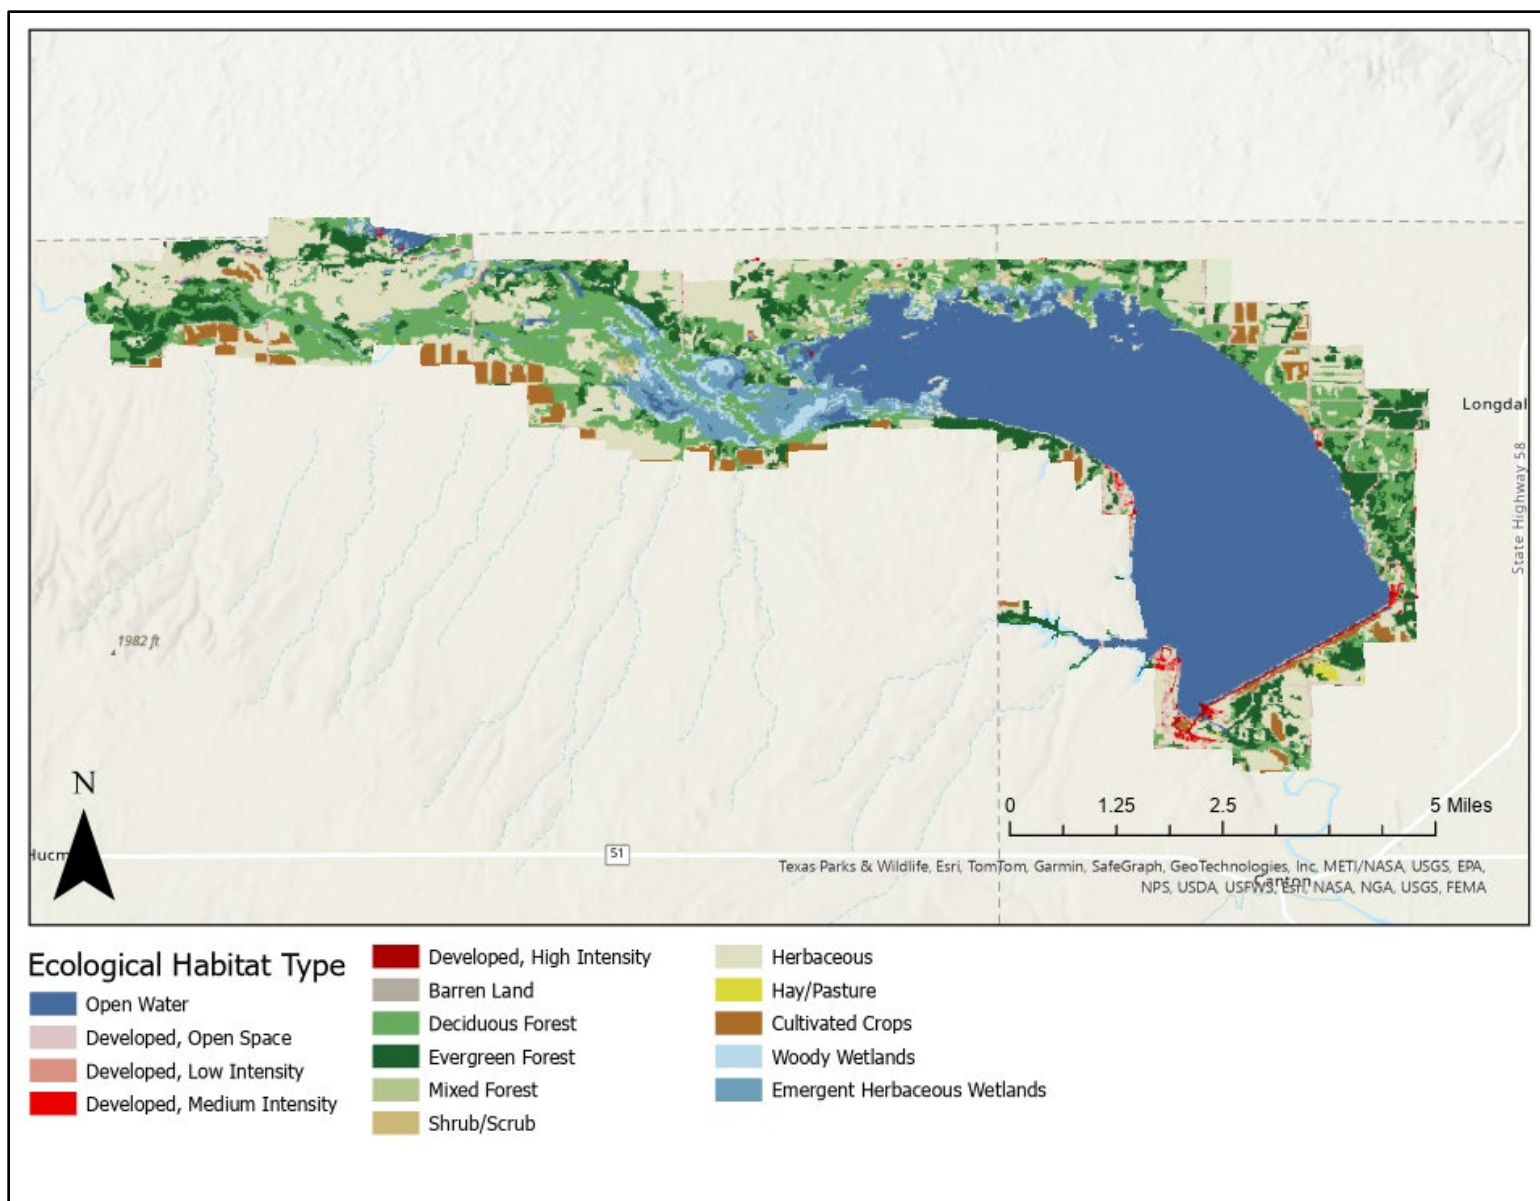 Longdal
State Highway 58
1982 ft
N
0 1.25 2.5 5 Miles
Hucm
51
Texas Parks & Wildlife, Esri, TomTom, Garmin, SafeGraph, GeoTechnologies, Inc, METI/NASA, USGS, EPA,
NPS, USDA, USFWS, Esri, NASA, NGA, USGS, FEMA
Canton
Ecological Habitat Type
Open Water
Developed, Open Space
Developed, Low Intensity
Developed, Medium Intensity
Developed, High Intensity
Barren Land
Deciduous Forest
Evergreen Forest
Mixed Forest
Shrub/Scrub
Herbaceous
Hay/Pasture
Cultivated Crops
Woody Wetlands
Emergent Herbaceous Wetlands